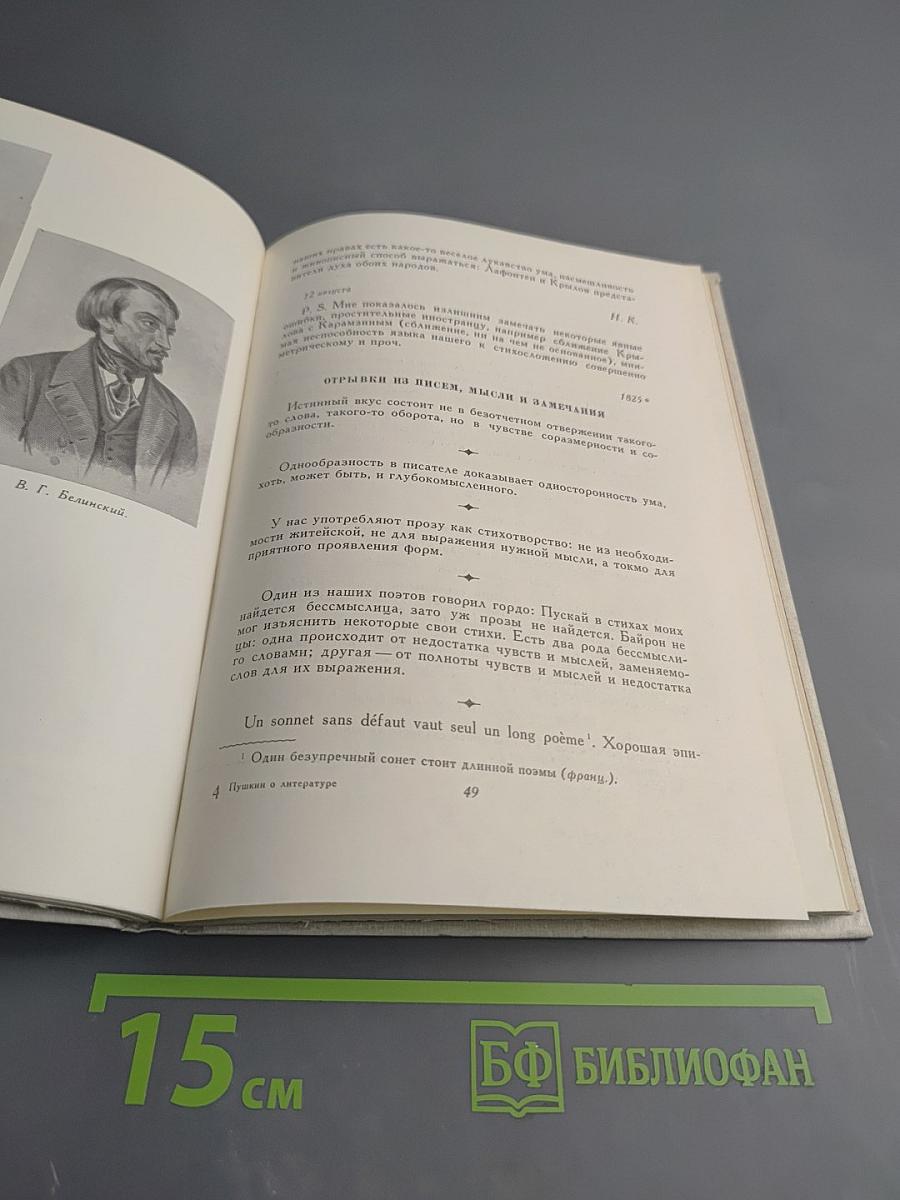 В. Г. Белинский.
наших нравах есть какое-то веселое лукавство ума, насмешливость
и живописный способ выражаться: Лафонтен и Крылов предста-
вители духа обоих народов.
Н. К.
12 августа
P. S. Мне показалось излишним замечать некоторые явные
ошибки, простительные иностранцу, например сближение Кры-
лова с Карамзиным (сближение, ни на чем не основанное), мни-
мая неспособность языка нашего к стихосложению совершенно
метрическому и проч.
1825*
ОТРЫВКИ ИЗ ПИСЕМ, МЫСЛИ И ЗАМЕЧАНИЯ
Истинный вкус состоит не в безотчетном отвержении такого-
то слова, такого-то оборота, но в чувстве соразмерности и со-
образности.
Однообразность в писателе доказывает односторонность ума,
хоть, может быть, и глубокомысленного.
У нас употребляют прозу как стихотворство: не из необходи-
мости житейской, не для выражения нужной мысли, а токмо для
приятного проявления форм.
Один из наших поэтов говорил гордо: Пускай в стихах моих
найдется бессмыслица, зато уж прозы не найдется. Байрон не
мог изъяснить некоторые свои стихи. Есть два рода бессмысли-
цы: одна происходит от недостатка чувств и мыслей, заменяемо-
го словами; другая — от полноты чувств и мыслей и недостатка
слов для их выражения.
Un sonnet sans défaut vaut seul un long poème¹. Хорошая эпи-
¹ Один безупречный сонет стоит длинной поэмы (франц.).
4 Пушкин о литературе
49
15 см
БФ БИБЛИОФАН